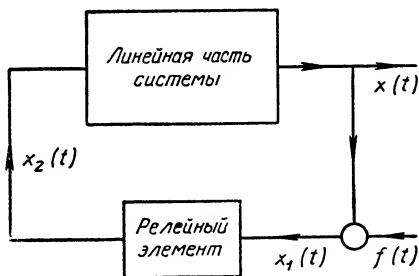 Линейная часть
системы
x(t)
x₂(t)
Релейный
элемент
x₁(t)
f(t)